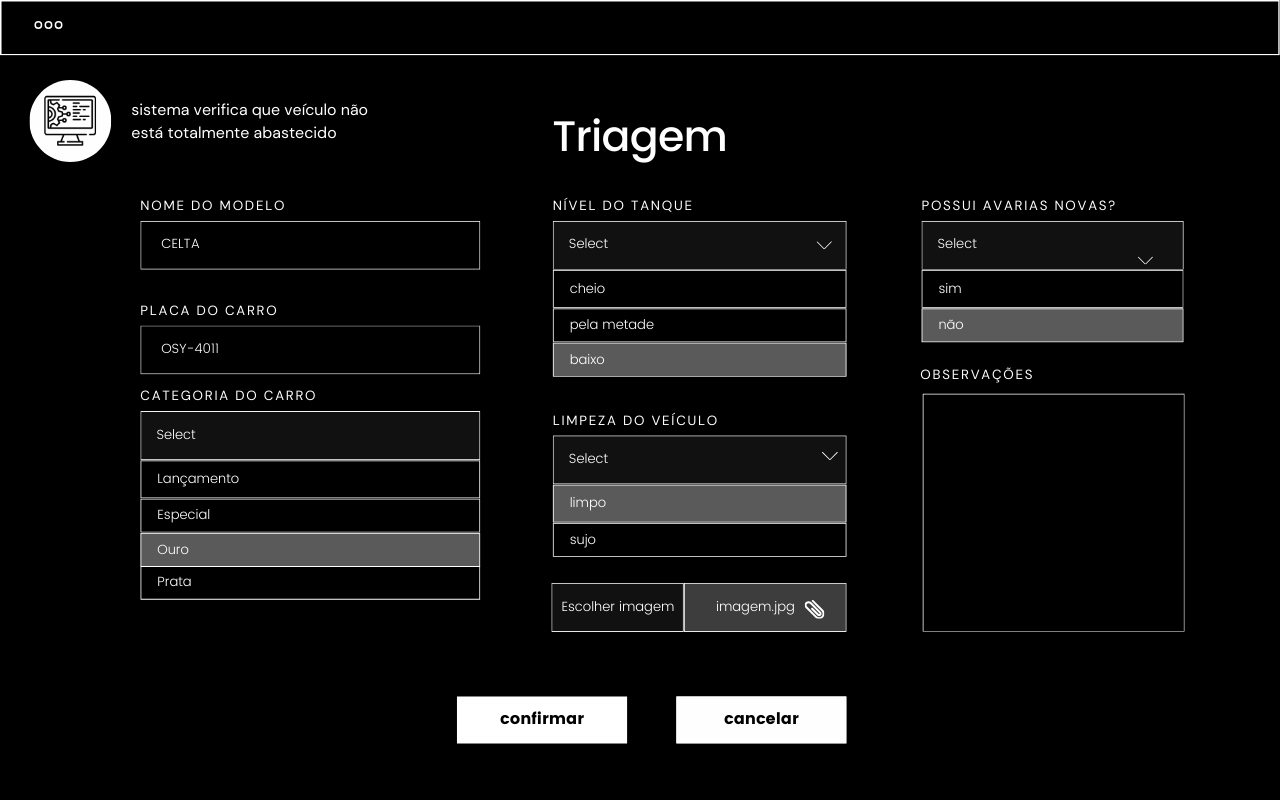 sistema verifica que veículo não
está totalmente abastecido
Triagem
NOME DO MODELO
CELTA
PLACA DO CARRO
OSY-4011
CATEGORIA DO CARRO
Select
Lançamento
Especial
Ouro
Prata
NÍVEL DO TANQUE
Select
cheio
pela metade
baixo
LIMPEZA DO VEÍCULO
Select
limpo
sujo
Escolher imagem
imagem.jpg
POSSUI AVARIAS NOVAS?
Select
sim
não
OBSERVAÇÕES
confirmar
cancelar